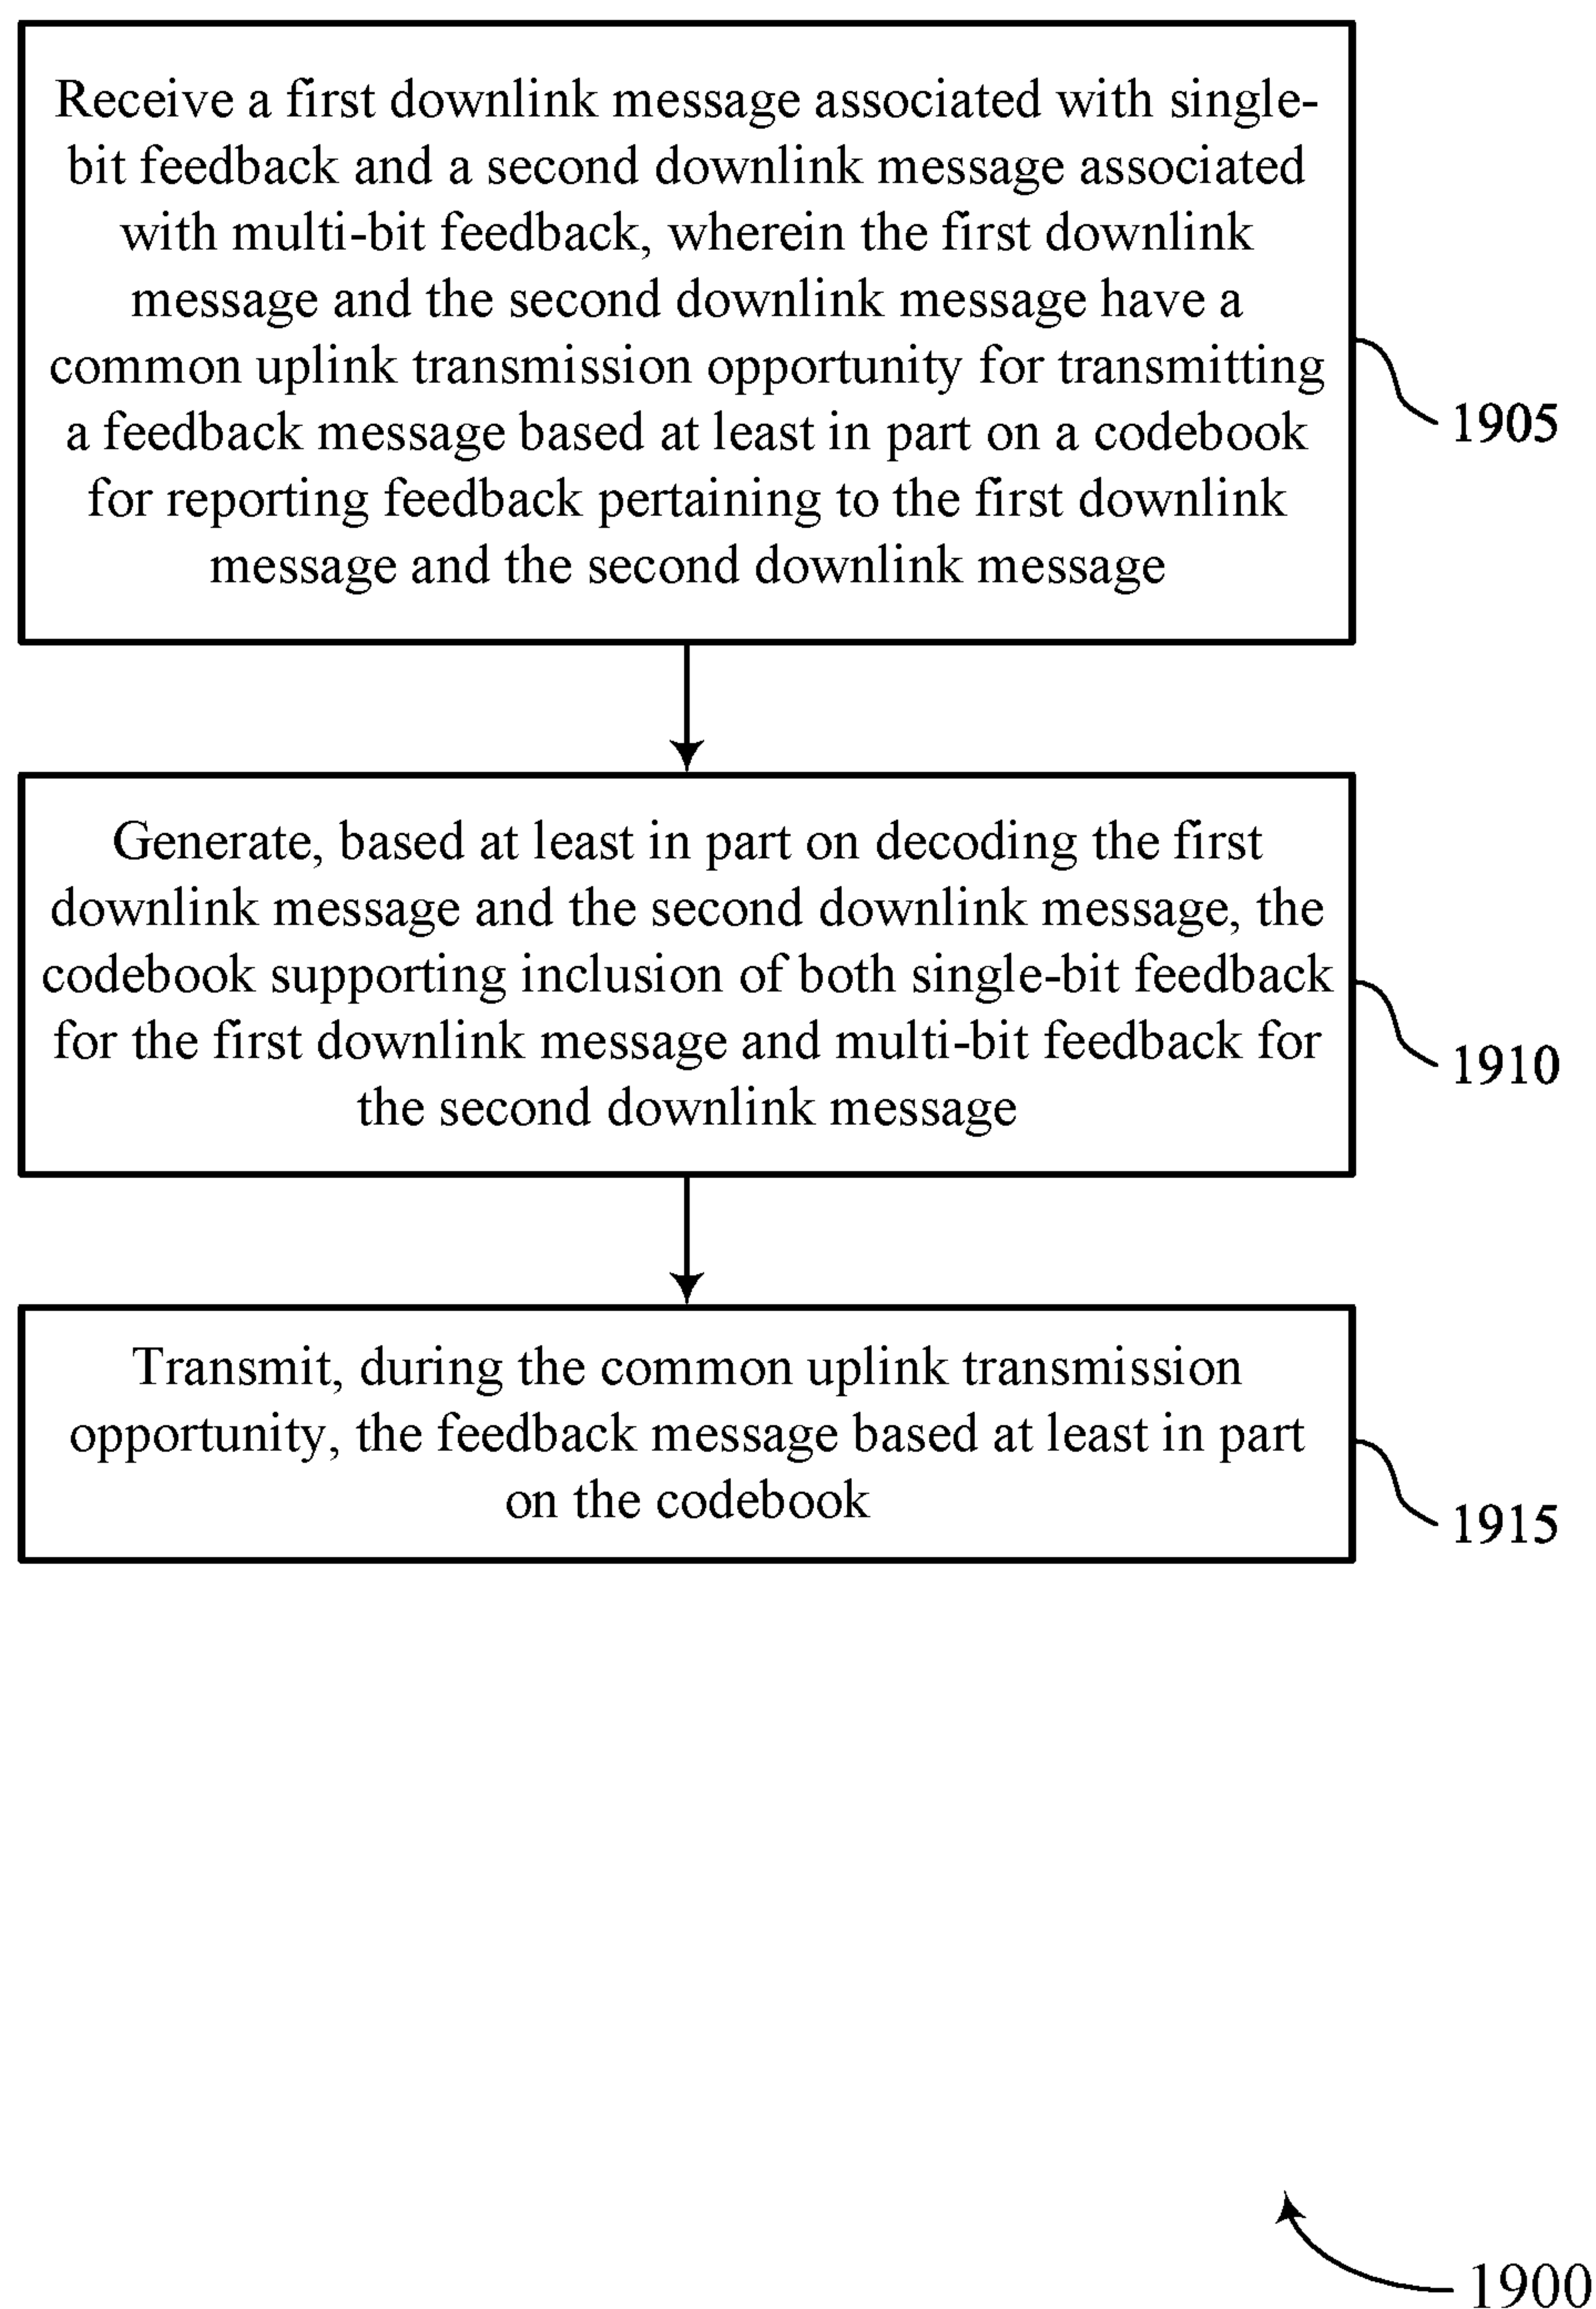 Receive a first downlink message associated with single-
bit feedback and a second downlink message associated
with multi-bit feedback, wherein the first downlink
message and the second downlink message have a
common uplink transmission opportunity for transmitting
a feedback message based at least in part on a codebook
for reporting feedback pertaining to the first downlink
message and the second downlink message
1905
Generate, based at least in part on decoding the first
downlink message and the second downlink message, the
codebook supporting inclusion of both single-bit feedback
for the first downlink message and multi-bit feedback for
the second downlink message
1910
Transmit, during the common uplink transmission
opportunity, the feedback message based at least in part
on the codebook
1915
1900